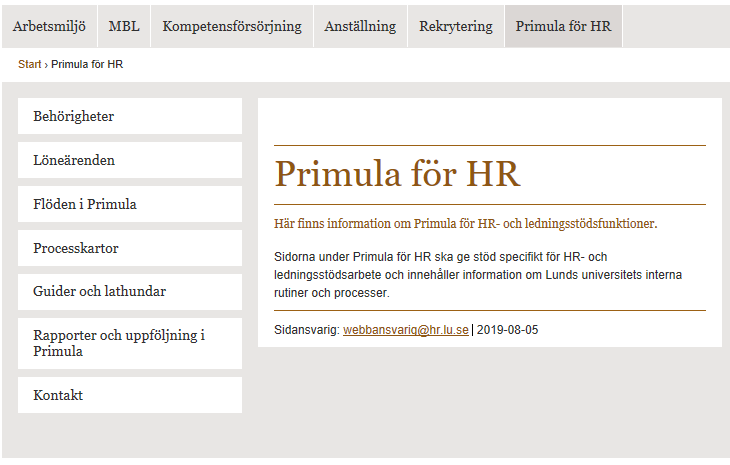 Arbetsmiljö MBL Kompetensförsörjning Anställning Rekrytering Primula för HR
Start › Primula för HR
Behörigheter
Löneärenden
Flöden i Primula
Processkartor
Guider och lathundar
Rapporter och uppföljning i
Primula
Kontakt
Primula för HR
Här finns information om Primula för HR- och ledningsstödsfunktioner.
Sidorna under Primula för HR ska ge stöd specifikt för HR- och
ledningsstödsarbete och innehåller information om Lunds universitets interna
rutiner och processer.
Sidansvarig: webbansvarig@hr.lu.se | 2019-08-05